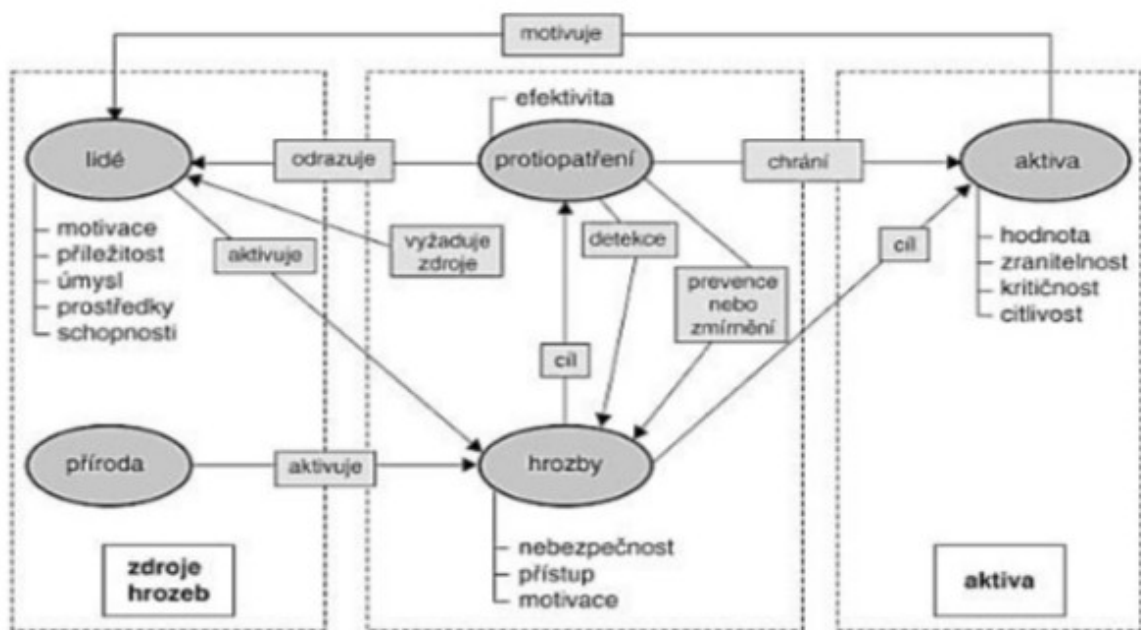 motivuje
efektivita
lidé
odrazuje
protiopatření
chrání
aktiva
motivace
příležitost
úmysl
prostředky
schopnosti
aktivuje
vyžaduje
zdroje
detekce
prevence
nebo
zmírnění
cíl
hodnota
zranitelnost
kritičnost
citlivost
cíl
příroda
aktivuje
hrozby
nebezpečnost
přístup
motivace
zdroje
hrozeb
aktiva